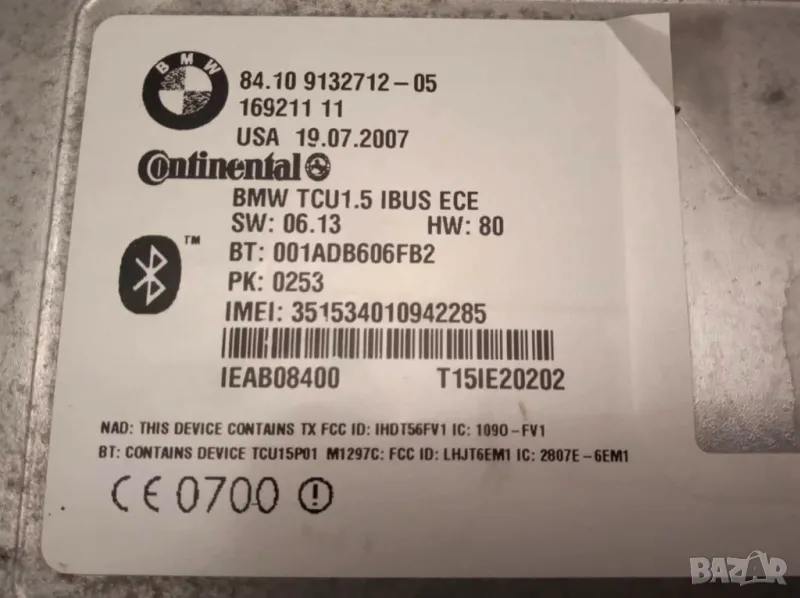 BMW
84.10 9132712-05
169211 11
USA 19.07.2007
Continental
BMW TCU1.5 IBUS ECE
SW: 06.13 HW: 80
TM
BT: 001ADB606FB2
PK: 0253
IMEI: 351534010942285
IEAB08400 T15IE20202
NAD: THIS DEVICE CONTAINS TX FCC ID: IHDT56FV1 IC: 1090-FV1
BT: CONTAINS DEVICE TCU15P01 M1297C: FCC ID: LHJT6EM1 IC: 2807E-6EM1
CE 0700
BAZAR